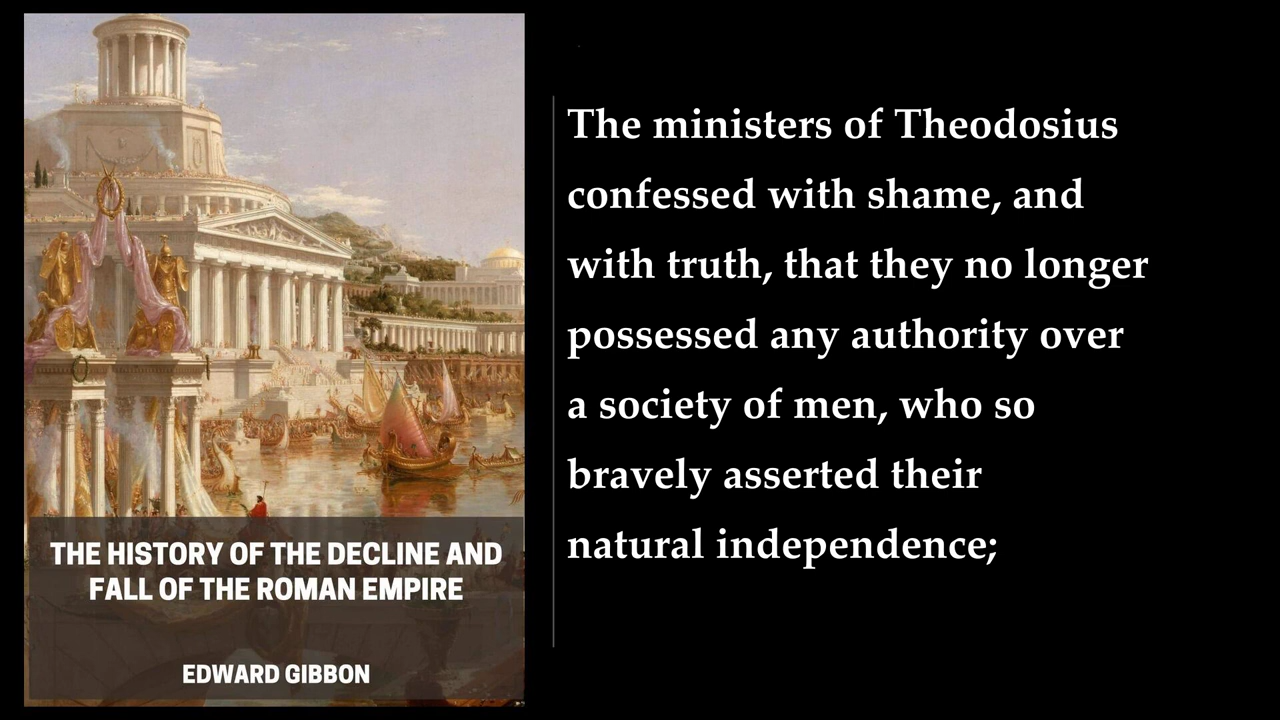 THE HISTORY OF THE DECLINE AND
FALL OF THE ROMAN EMPIRE
EDWARD GIBBON
The ministers of Theodosius
confessed with shame, and
with truth, that they no longer
possessed any authority over
a society of men, who so
bravely asserted their
natural independence;